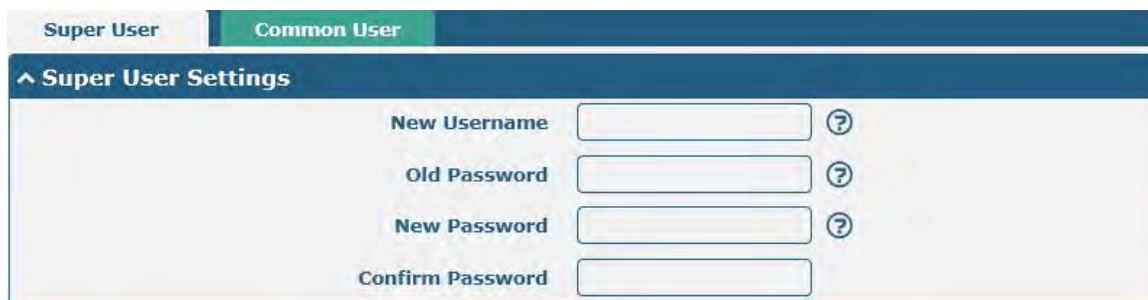 Super User Common User
^ Super User Settings
New Username ?
Old Password ?
New Password ?
Confirm Password